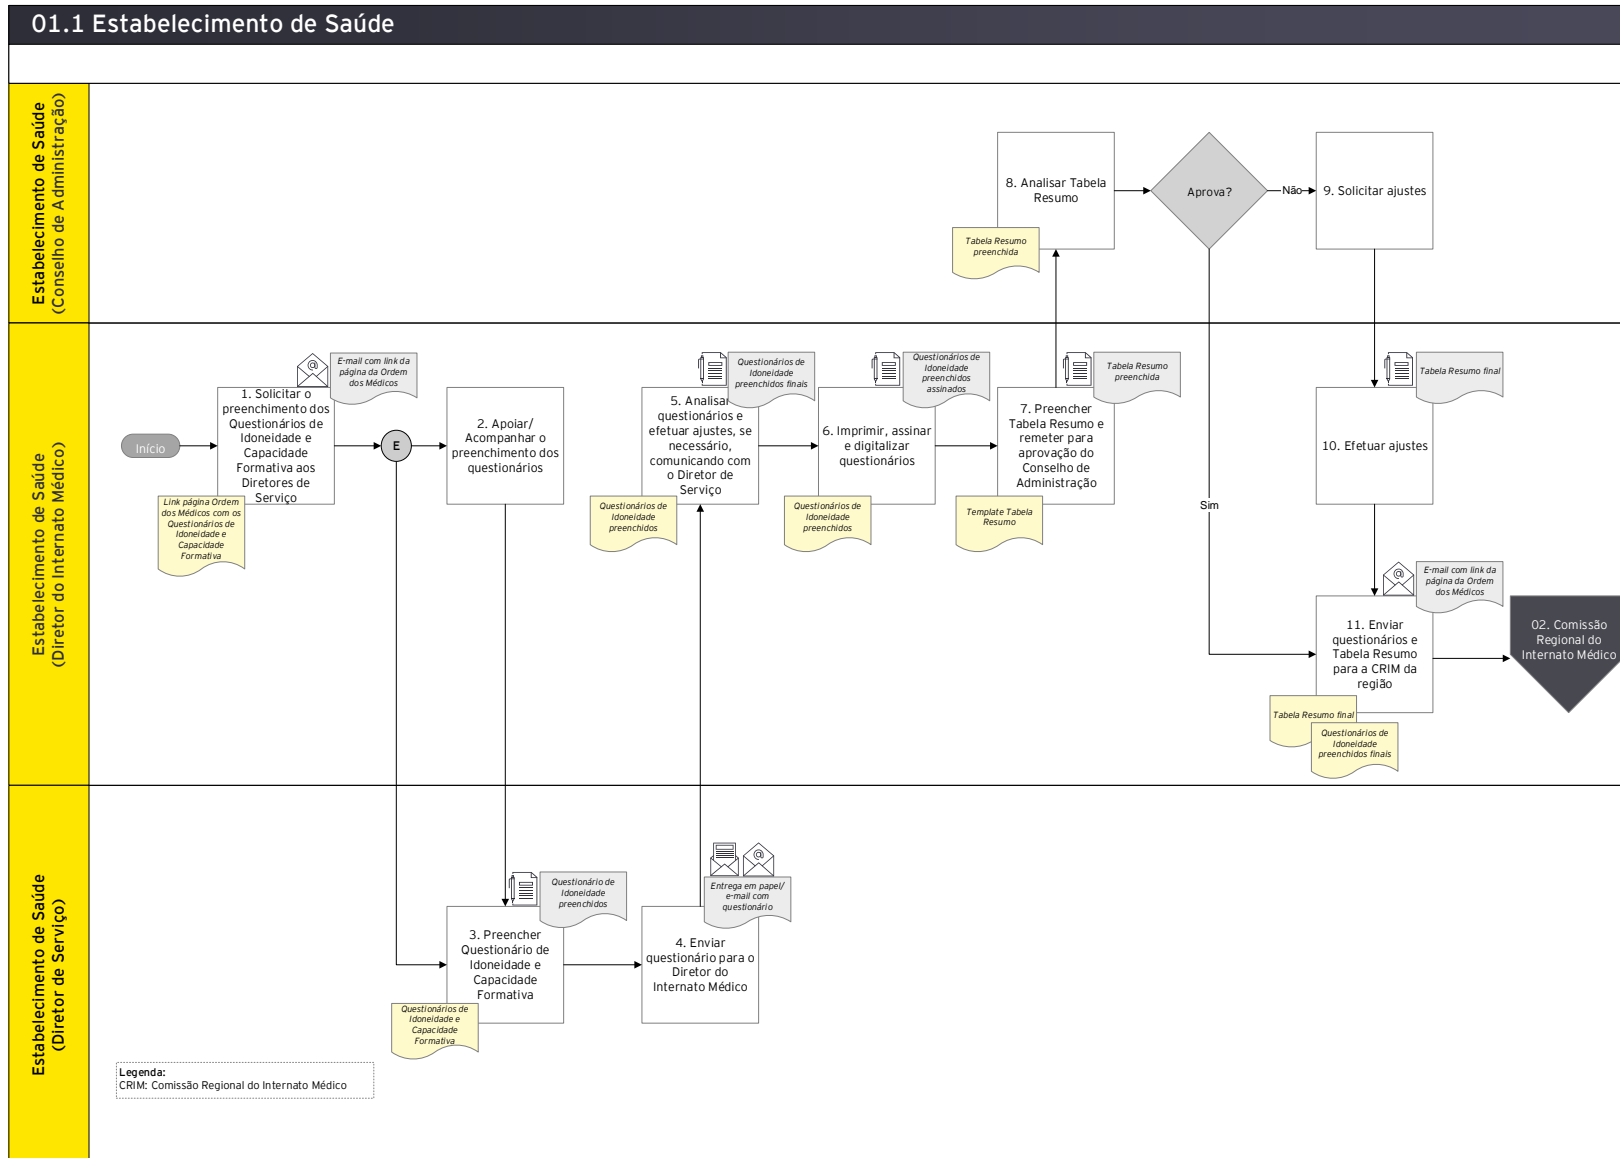 01.1 Estabelecimento de Saúde
Estabelecimento de Saúde
(Conselho de Administração)
8. Analisar Tabela
Resumo
Tabela Resumo
preenchida
Aprova?
Não
9. Solicitar ajustes
Estabelecimento de Saúde
(Diretor do Internato Médico)
Início
E-mail com link da
página da Ordem
dos Médicos
1. Solicitar o
preenchimento dos
Questionários de
Idoneidade e
Capacidade
Formativa aos
Diretores de
Serviço
Link página Ordem
dos Médicos com os
Questionários de
Idoneidade e
Capacidade
Formativa
E
2. Apoiar/
Acompanhar o
preenchimento dos
questionários
Questionários de
Idoneidade
preenchidos finais
5. Analisar
questionários e
efetuar ajustes, se
necessário,
comunicando com
o Diretor de
Serviço
Questionários de
Idoneidade
preenchidos
Questionários de
Idoneidade
preenchidos
assinados
6. Imprimir, assinar
e digitalizar
questionários
Questionários de
Idoneidade
preenchidos
Tabela Resumo
preenchida
7. Preencher
Tabela Resumo e
remeter para
aprovação do
Conselho de
Administração
Template Tabela
Resumo
Sim
Tabela Resumo final
10. Efetuar ajustes
E-mail com link da
página da Ordem
dos Médicos
11. Enviar
questionários e
Tabela Resumo
para a CRIM da
região
Tabela Resumo final
Questionários de
Idoneidade
preenchidos finais
02. Comissão
Regional do
Internato Médico
Estabelecimento de Saúde
(Diretor de Serviço)
Questionário de
Idoneidade
preenchidos
3. Preencher
Questionário de
Idoneidade e
Capacidade
Formativa
Questionários de
Idoneidade e
Capacidade
Formativa
Entrega em papel/
e-mail com
questionário
4. Enviar
questionário para o
Diretor do
Internato Médico
Legenda:
CRIM: Comissão Regional do Internato Médico